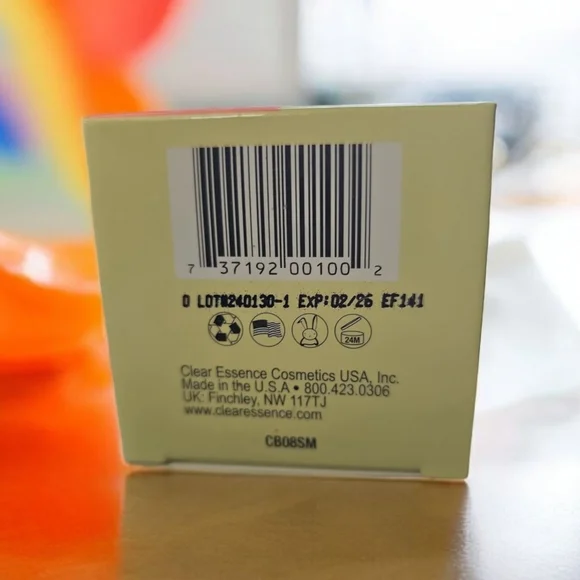 7 37192 00100 2
0 LOT#240130-1 EXP:02/26 EF141
24M
Clear Essence Cosmetics USA, Inc.
Made in the U.S.A • 800.423.0306
UK: Finchley, NW 117TJ
www.clearessence.com
CB08SM